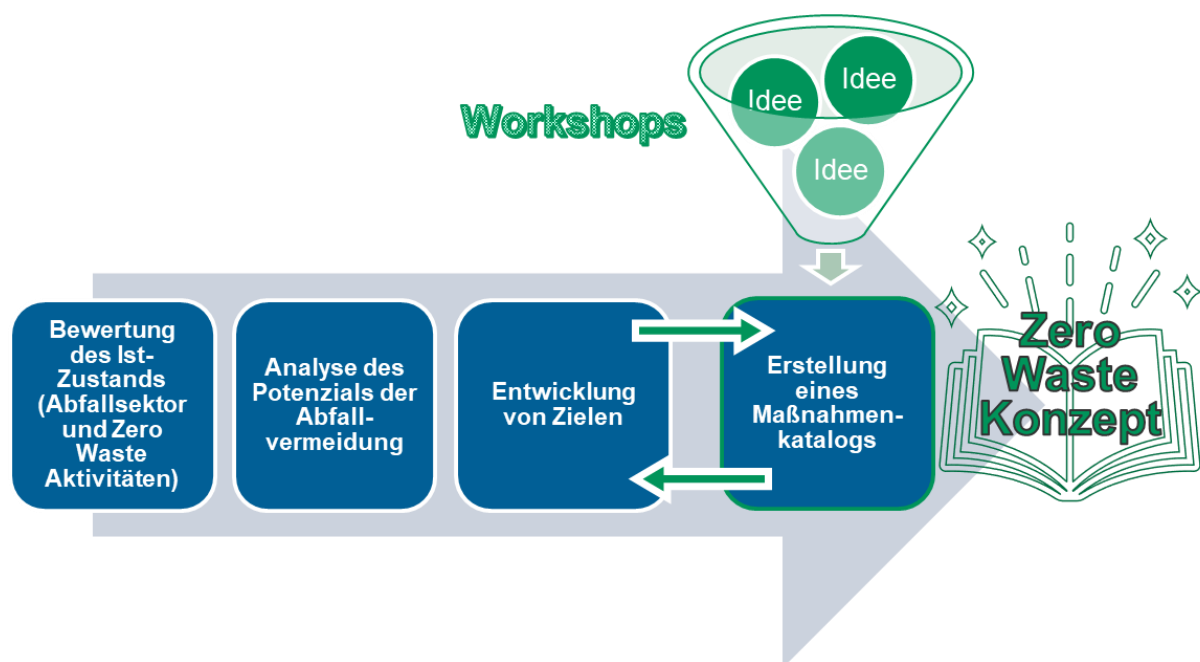 Workshops
Idee
Idee
Idee
Bewertung
des Ist-
Zustands
(Abfallsektor
und Zero
Waste
Aktivitäten)
Analyse des
Potenzials der
Abfall-
vermeidung
Entwicklung
von Zielen
Erstellung
eines
Maßnahmen-
katalogs
Zero
Waste
Konzept